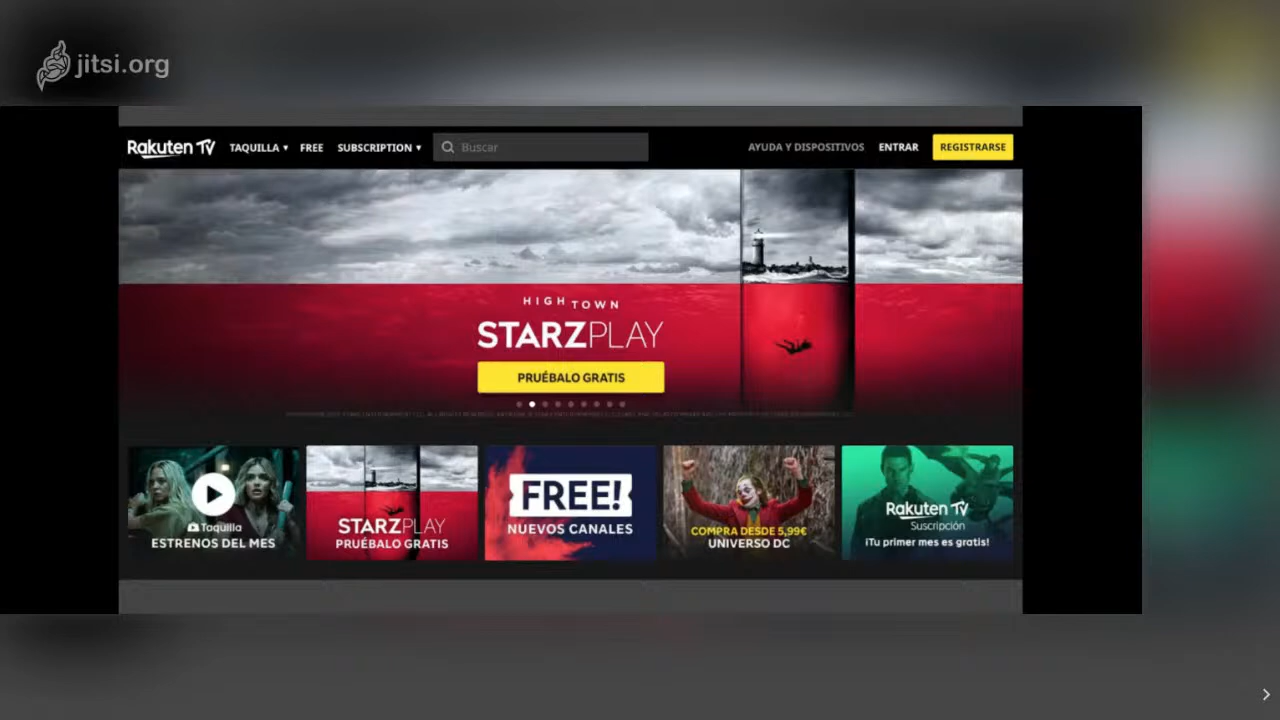 jitsi.org
Rakuten TV TAQUILLA ▾ FREE SUBSCRIPTION ▾ Buscar AYUDA Y DISPOSITIVOS ENTRAR REGISTRARSE
HIGHTOWN
STARZPLAY
PRUÉBALO GRATIS
Taquilla
ESTRENOS DEL MES
STARZPLAY
PRUÉBALO GRATIS
FREE!
NUEVOS CANALES
COMPRA DESDE 5,99€
UNIVERSO DC
Rakuten TV
Suscripción
¡Tu primer mes es gratis!